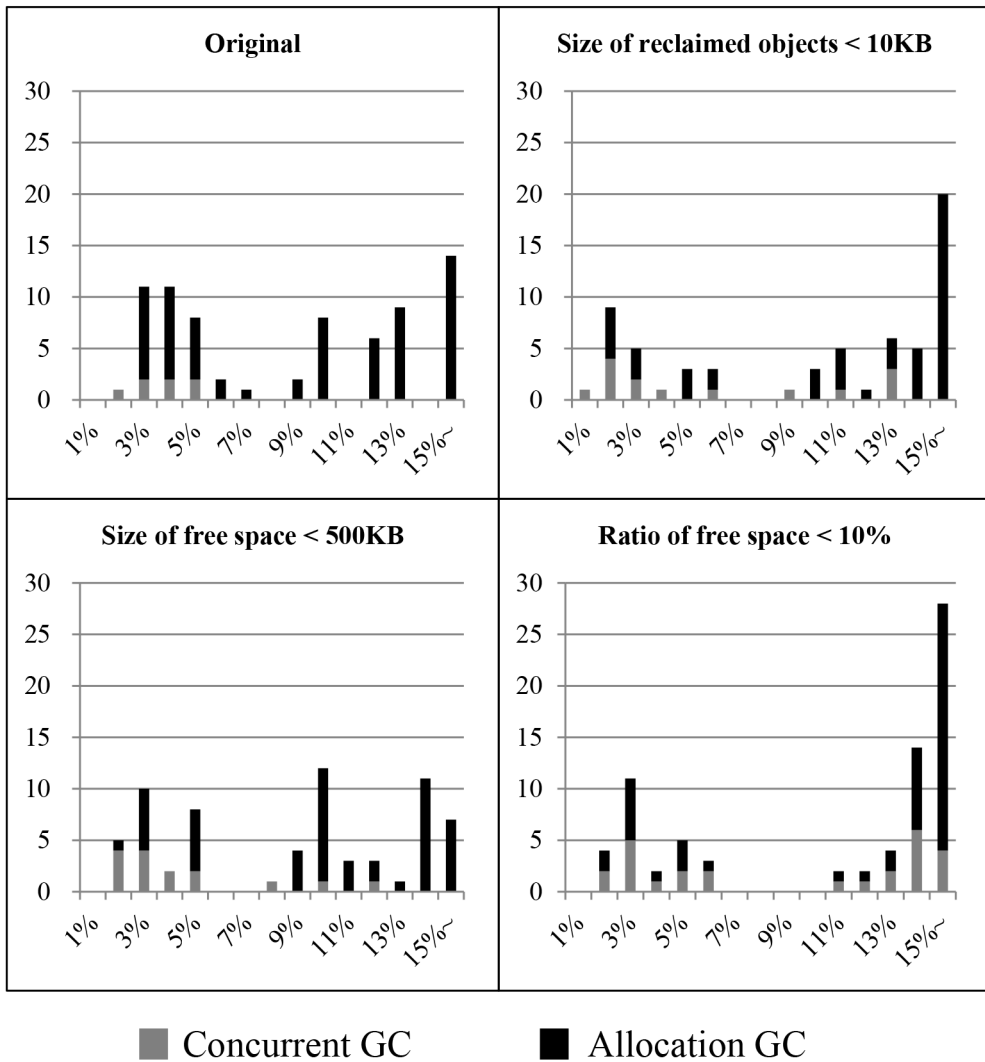 Original
30
25
20
15
10
5
0
1% 3% 5% 7% 9% 11% 13% 15%~
Size of reclaimed objects < 10KB
30
25
20
15
10
5
0
1% 3% 5% 7% 9% 11% 13% 15%~
Size of free space < 500KB
30
25
20
15
10
5
0
1% 3% 5% 7% 9% 11% 13% 15%~
Ratio of free space < 10%
30
25
20
15
10
5
0
1% 3% 5% 7% 9% 11% 13% 15%~
Concurrent GC
Allocation GC